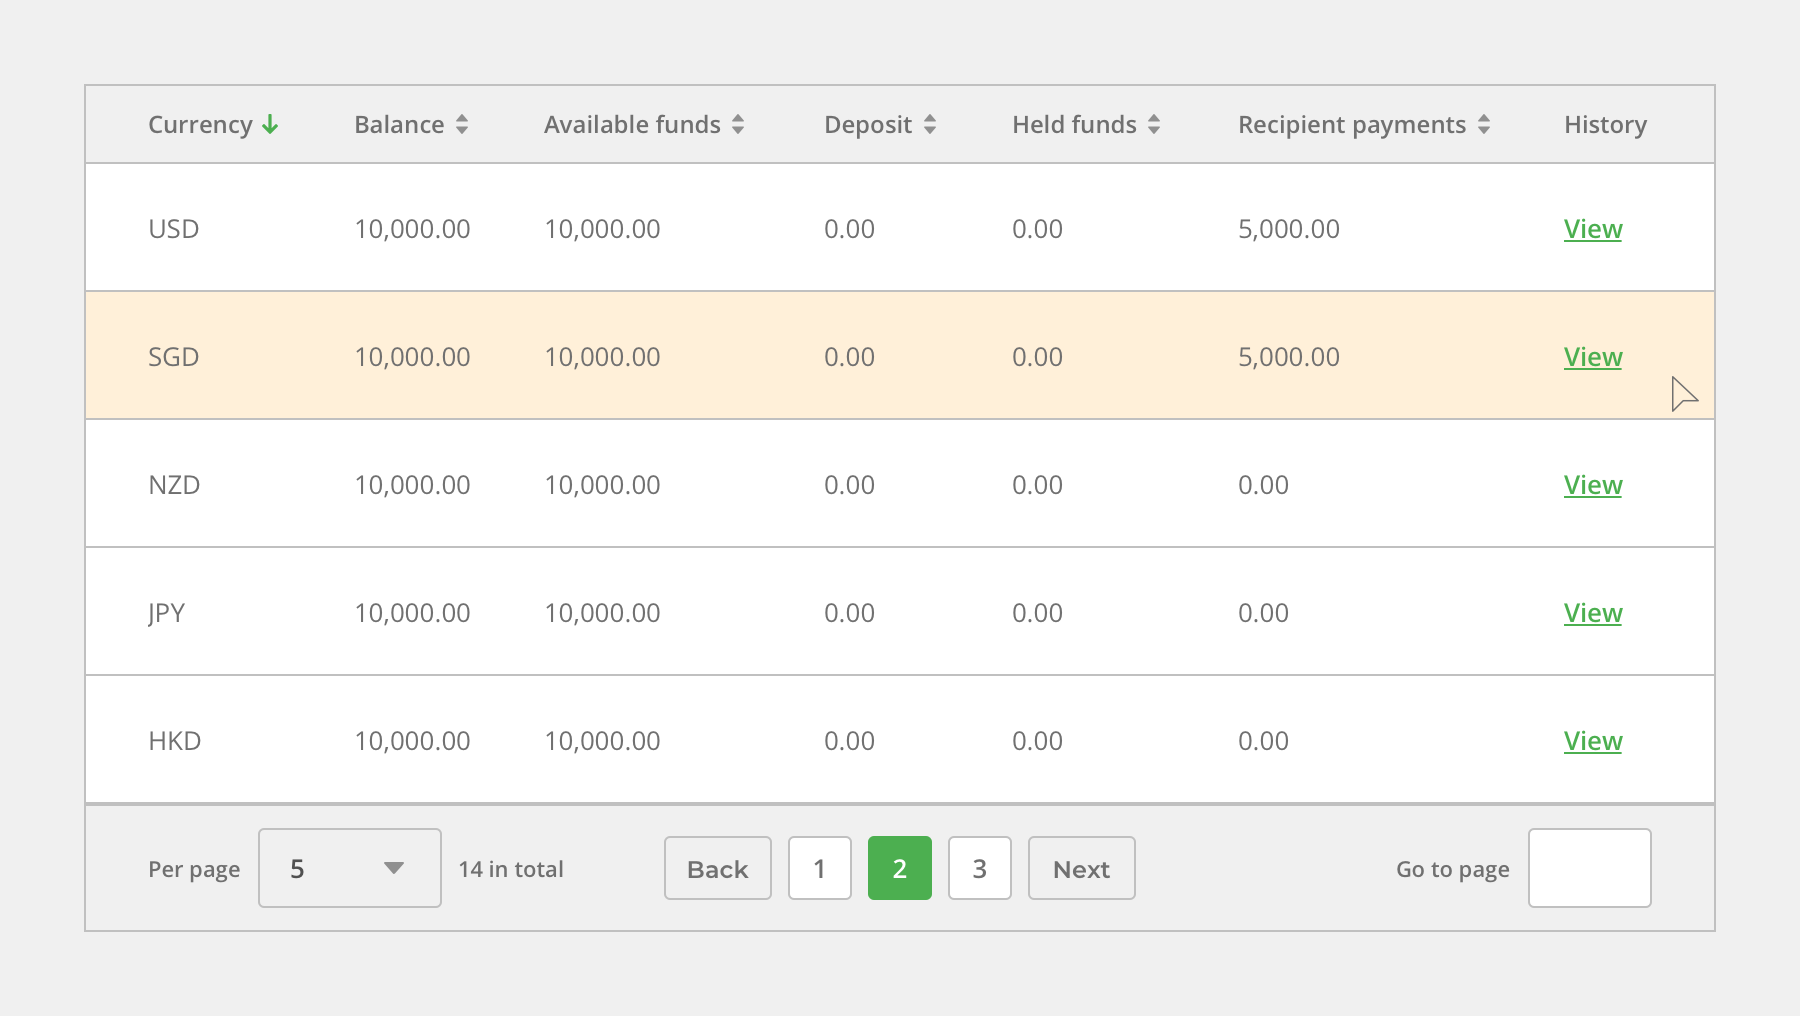 Currency Balance Available funds Deposit Held funds Recipient payments History
USD 10,000.00 10,000.00 0.00 0.00 5,000.00 View
SGD 10,000.00 10,000.00 0.00 0.00 5,000.00 View
NZD 10,000.00 10,000.00 0.00 0.00 0.00 View
JPY 10,000.00 10,000.00 0.00 0.00 0.00 View
HKD 10,000.00 10,000.00 0.00 0.00 0.00 View
Per page 5 14 in total Back 1 2 3 Next Go to page